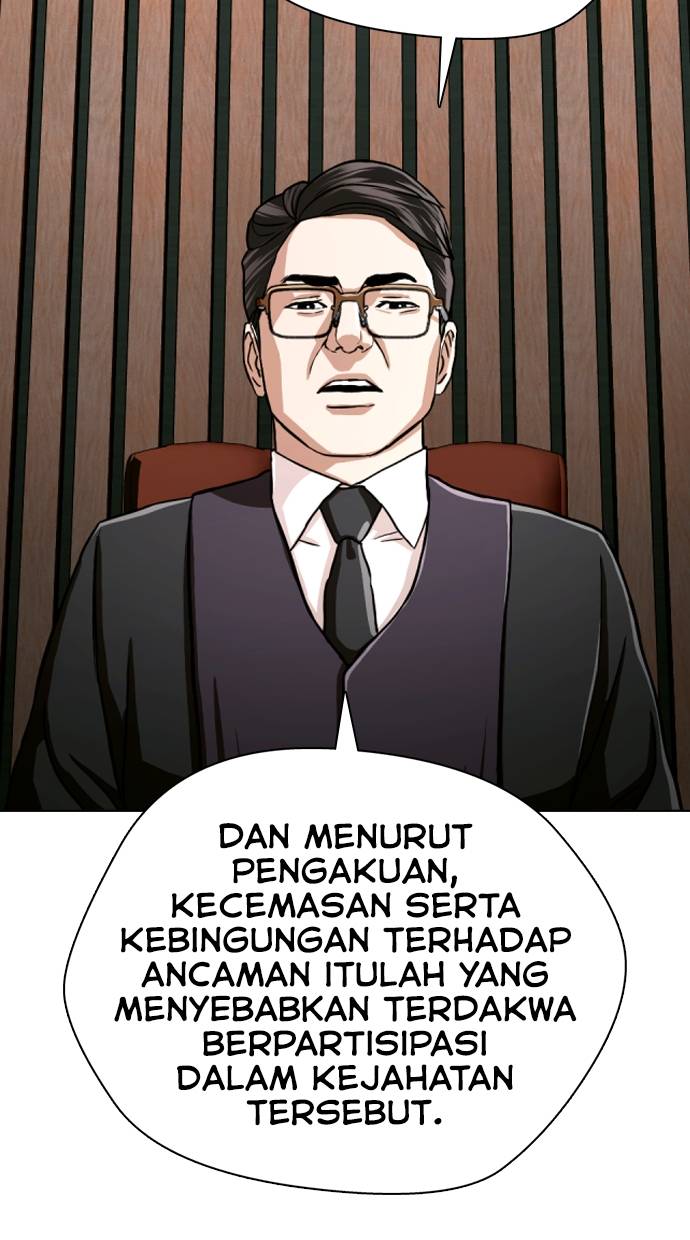 DAN MENURUT
PENGAKUAN,
KECEMASAN SERTA
KEBINGUNGAN TERHADAP
ANCAMAN ITULAH YANG
MENYEBABKAN TERDAKWA
BERPARTISIPASI
DALAM KEJAHATAN
TERSEBUT.